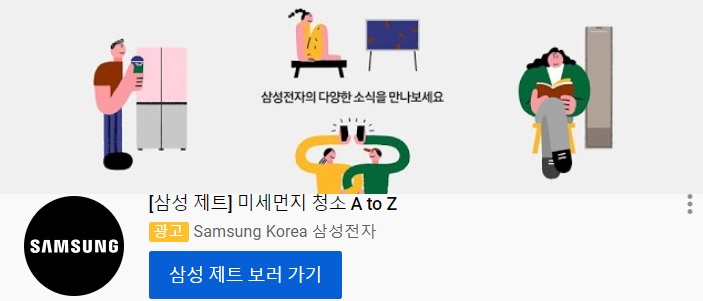 삼성전자의 다양한 소식을 만나보세요
[삼성 제트] 미세먼지 청소 A to Z
SAMSUNG
광고 Samsung Korea 삼성전자
삼성 제트 보러 가기